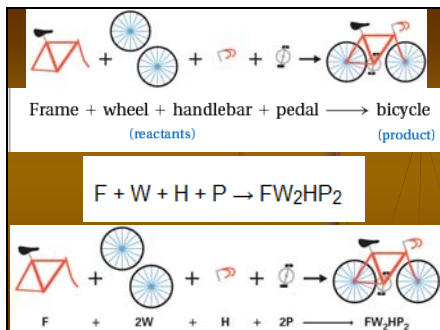 + + + →
Frame + wheel + handlebar + pedal ⟶ bicycle
(reactants) (product)
F + W + H + P → FW₂HP₂
+ + + →
F + 2W + H + 2P ⟶ FW₂HP₂